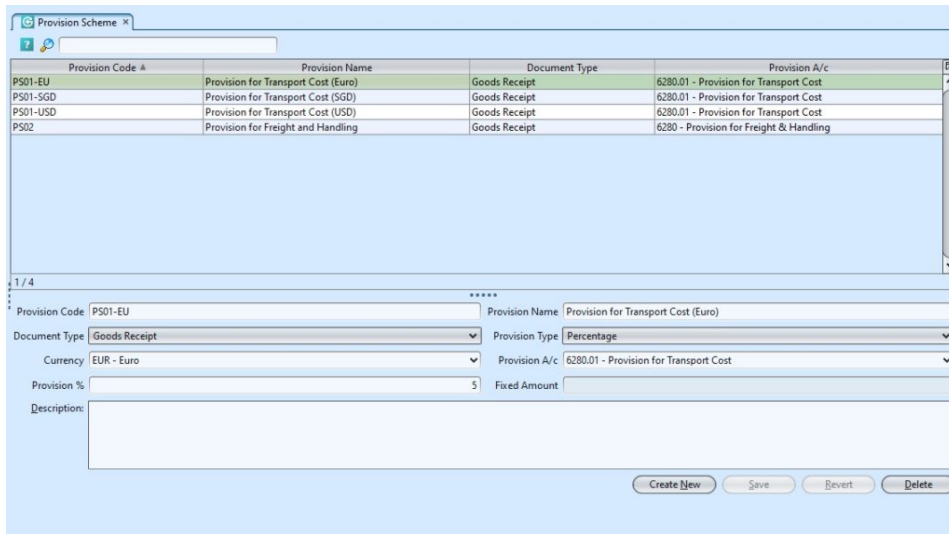 Provision Scheme ×
?
Provision Code Provision Name Document Type Provision A/c
PS01-EU Provision for Transport Cost (Euro) Goods Receipt 6280.01 - Provision for Transport Cost
PS01-SGD Provision for Transport Cost (SGD) Goods Receipt 6280.01 - Provision for Transport Cost
PS01-USD Provision for Transport Cost (USD) Goods Receipt 6280.01 - Provision for Transport Cost
PS02 Provision for Freight and Handling Goods Receipt 6280 - Provision for Freight & Handling
1 / 4
Provision Code PS01-EU Provision Name Provision for Transport Cost (Euro)
Document Type Goods Receipt Provision Type Percentage
Currency EUR - Euro Provision A/c 6280.01 - Provision for Transport Cost
Provision % 5 Fixed Amount
Description:
Create New Save Revert Delete